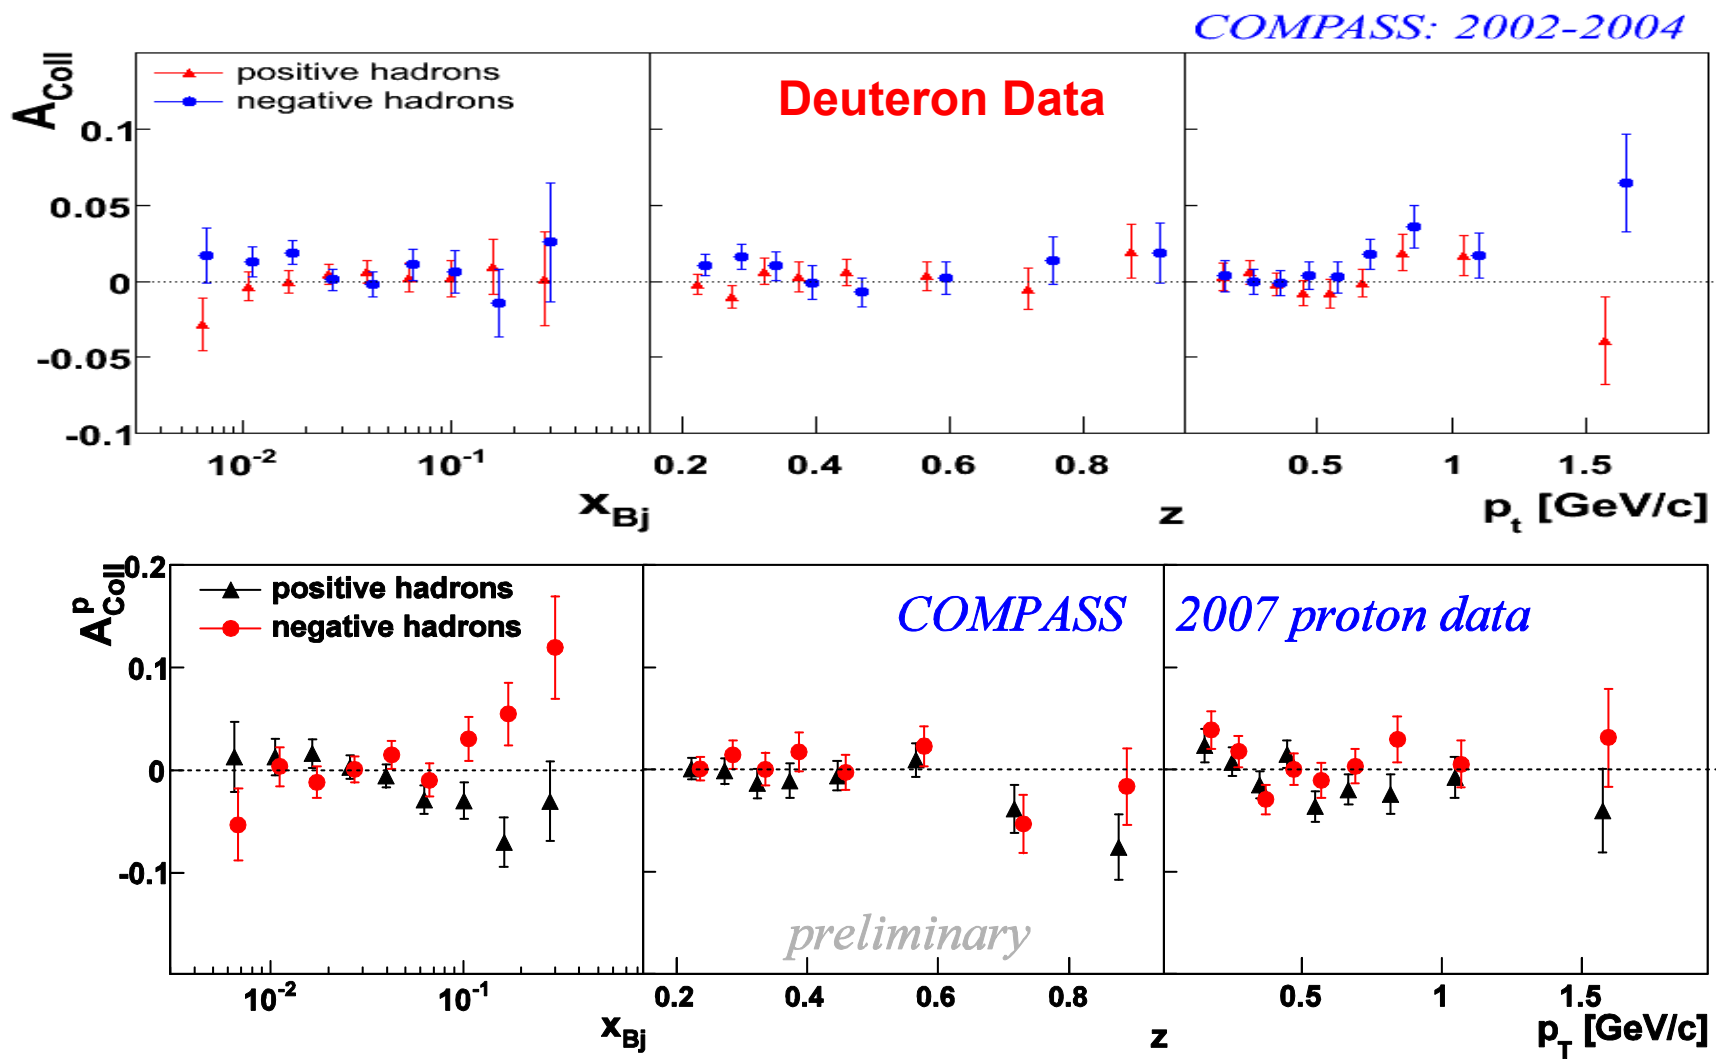 COMPASS: 2002-2004
A_Coll
positive hadrons
negative hadrons
Deuteron Data
0.1
0.05
0
-0.05
-0.1
10⁻² 10⁻¹ 0.2 0.4 0.6 0.8 0.5 1 1.5
x_Bj z p_t [GeV/c]
A^p_Coll
0.2
positive hadrons
negative hadrons
COMPASS 2007 proton data
0.1
0
-0.1
preliminary
10⁻² 10⁻¹ 0.2 0.4 0.6 0.8 0.5 1 1.5
x_Bj z p_T [GeV/c]